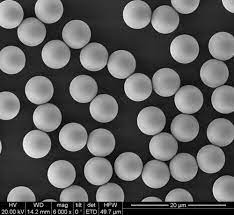 HV WD mag tilt det HFW 20 µm
20.00 kV 14.2 mm 6 000 x 0 ° ETD 49.7 µm